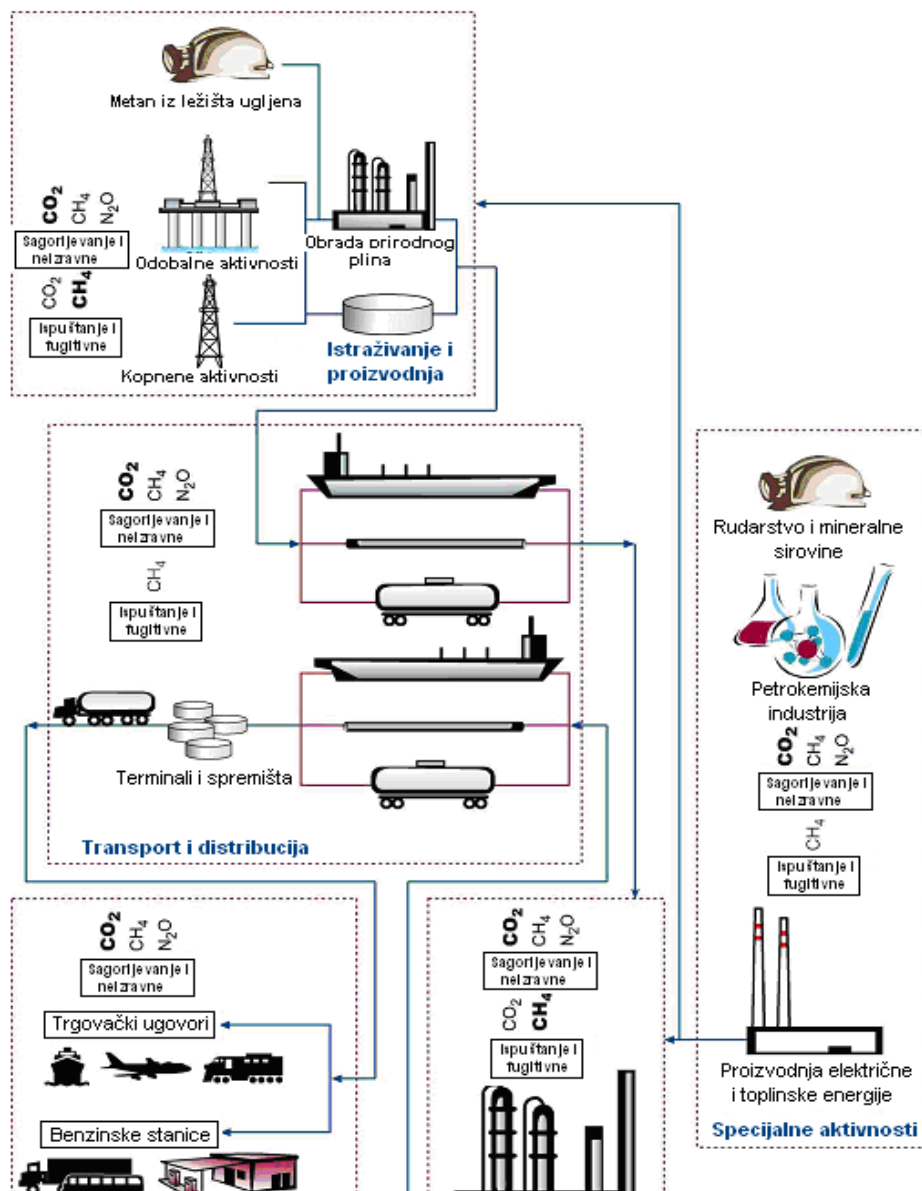 Metan iz ležišta ugljena
CO2
CH4
N2O
Sagorijevanje i
neizravne
Odobalne aktivnosti
Obrada prirodnog
plina
CO2
CH4
Ispuštanje i
fugitivne
Kopnene aktivnosti
Istraživanje i
proizvodnja
CO2
CH4
N2O
Sagorijevanje i
neizravne
CH4
Ispuštanje i
fugitivne
Terminali i spremišta
Transport i distribucija
Rudarstvo i mineralne
sirovine
Petrokemijska
industrija
CO2
CH4
N2O
Sagorijevanje i
neizravne
CH4
Ispuštanje i
fugitivne
Proizvodnja električne
i toplinske energije
Specijalne aktivnosti
CO2
CH4
N2O
Sagorijevanje i
neizravne
Trgovački ugovori
Benzinske stanice
CO2
CH4
N2O
Sagorijevanje i
neizravne
CO2
CH4
Ispuštanje i
fugitivne